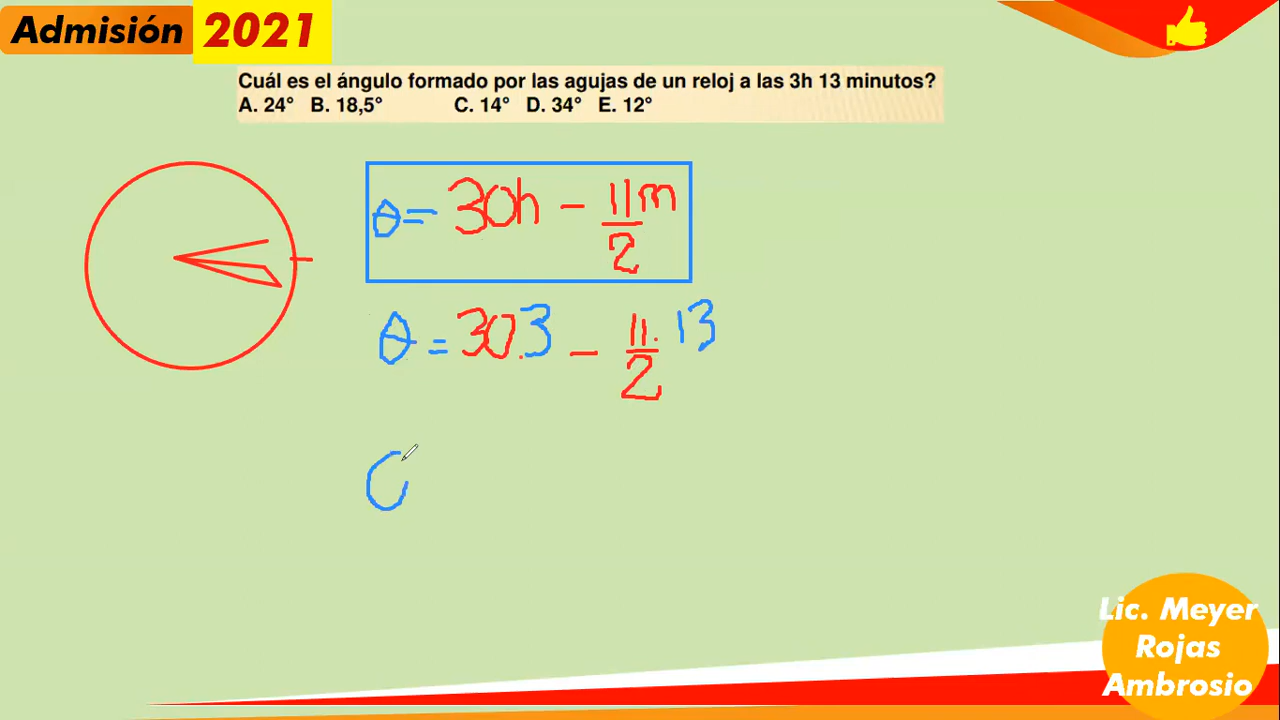 Admisión 2021
Cuál es el ángulo formado por las agujas de un reloj a las 3h 13 minutos?
A. 24° B. 18,5° C. 14° D. 34° E. 12°
θ = 30h - 11m/2
θ = 30.3 - 11.13/2
Lic. Meyer
Rojas
Ambrosio